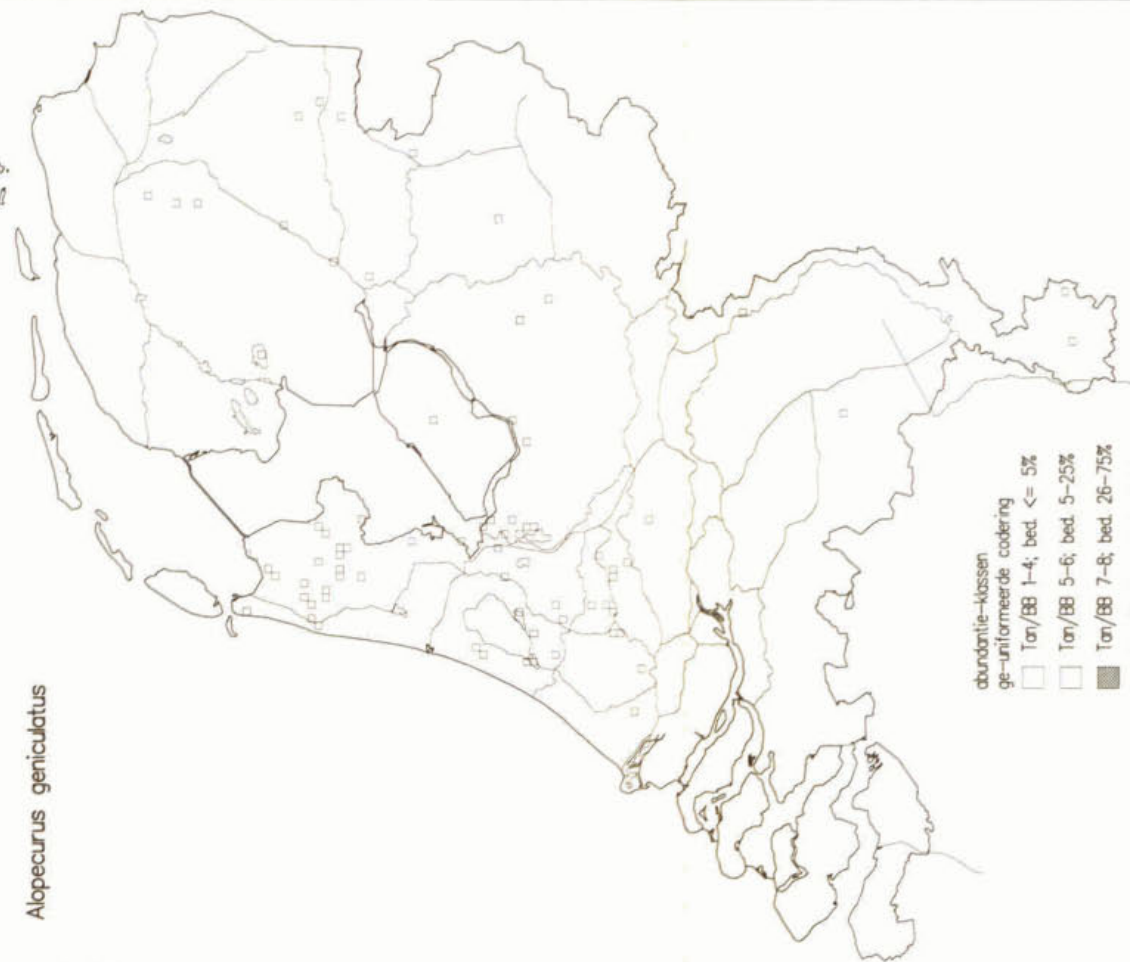 Alopecurus geniculatus
abundantie-klassen
ge-uniformeerde codering
Tan/BB 1-4; bed. <= 5%
Tan/BB 5-6; bed. 5-25%
Tan/BB 7-8; bed. 26-75%